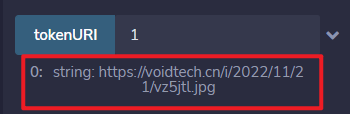 tokenURI 1
0: string: https://voidtech.cn/i/2022/11/2
1/vz5jtl.jpg